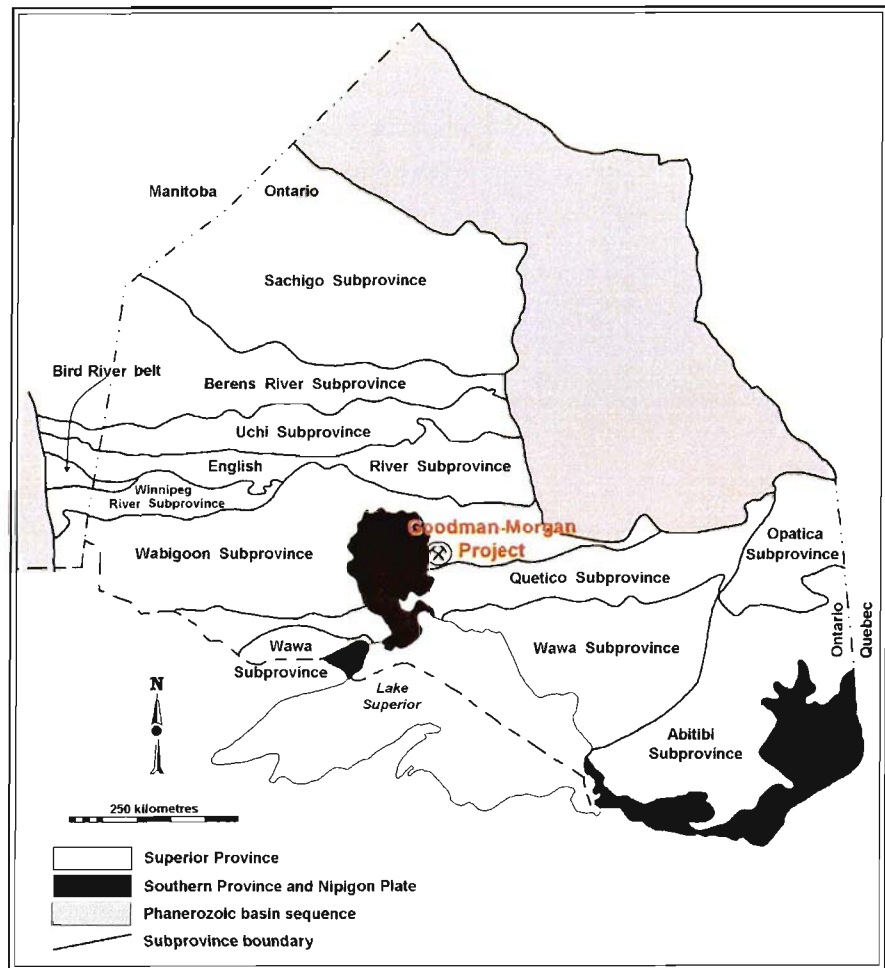 Manitoba
Ontario
Sachigo Subprovince
Bird River belt
Berens River Subprovince
Uchi Subprovince
English
River Subprovince
Winnipeg
River Subprovince
Goodman-Morgan
Project
Wabigoon Subprovince
Opatica
Subprovince
Quetico Subprovince
Ontario
Quebec
Wawa
Subprovince
Wawa Subprovince
Lake
Superior
N
Abitibi
Subprovince
250 kilometres
Superior Province
Southern Province and Nipigon Plate
Phanerozoic basin sequence
Subprovince boundary